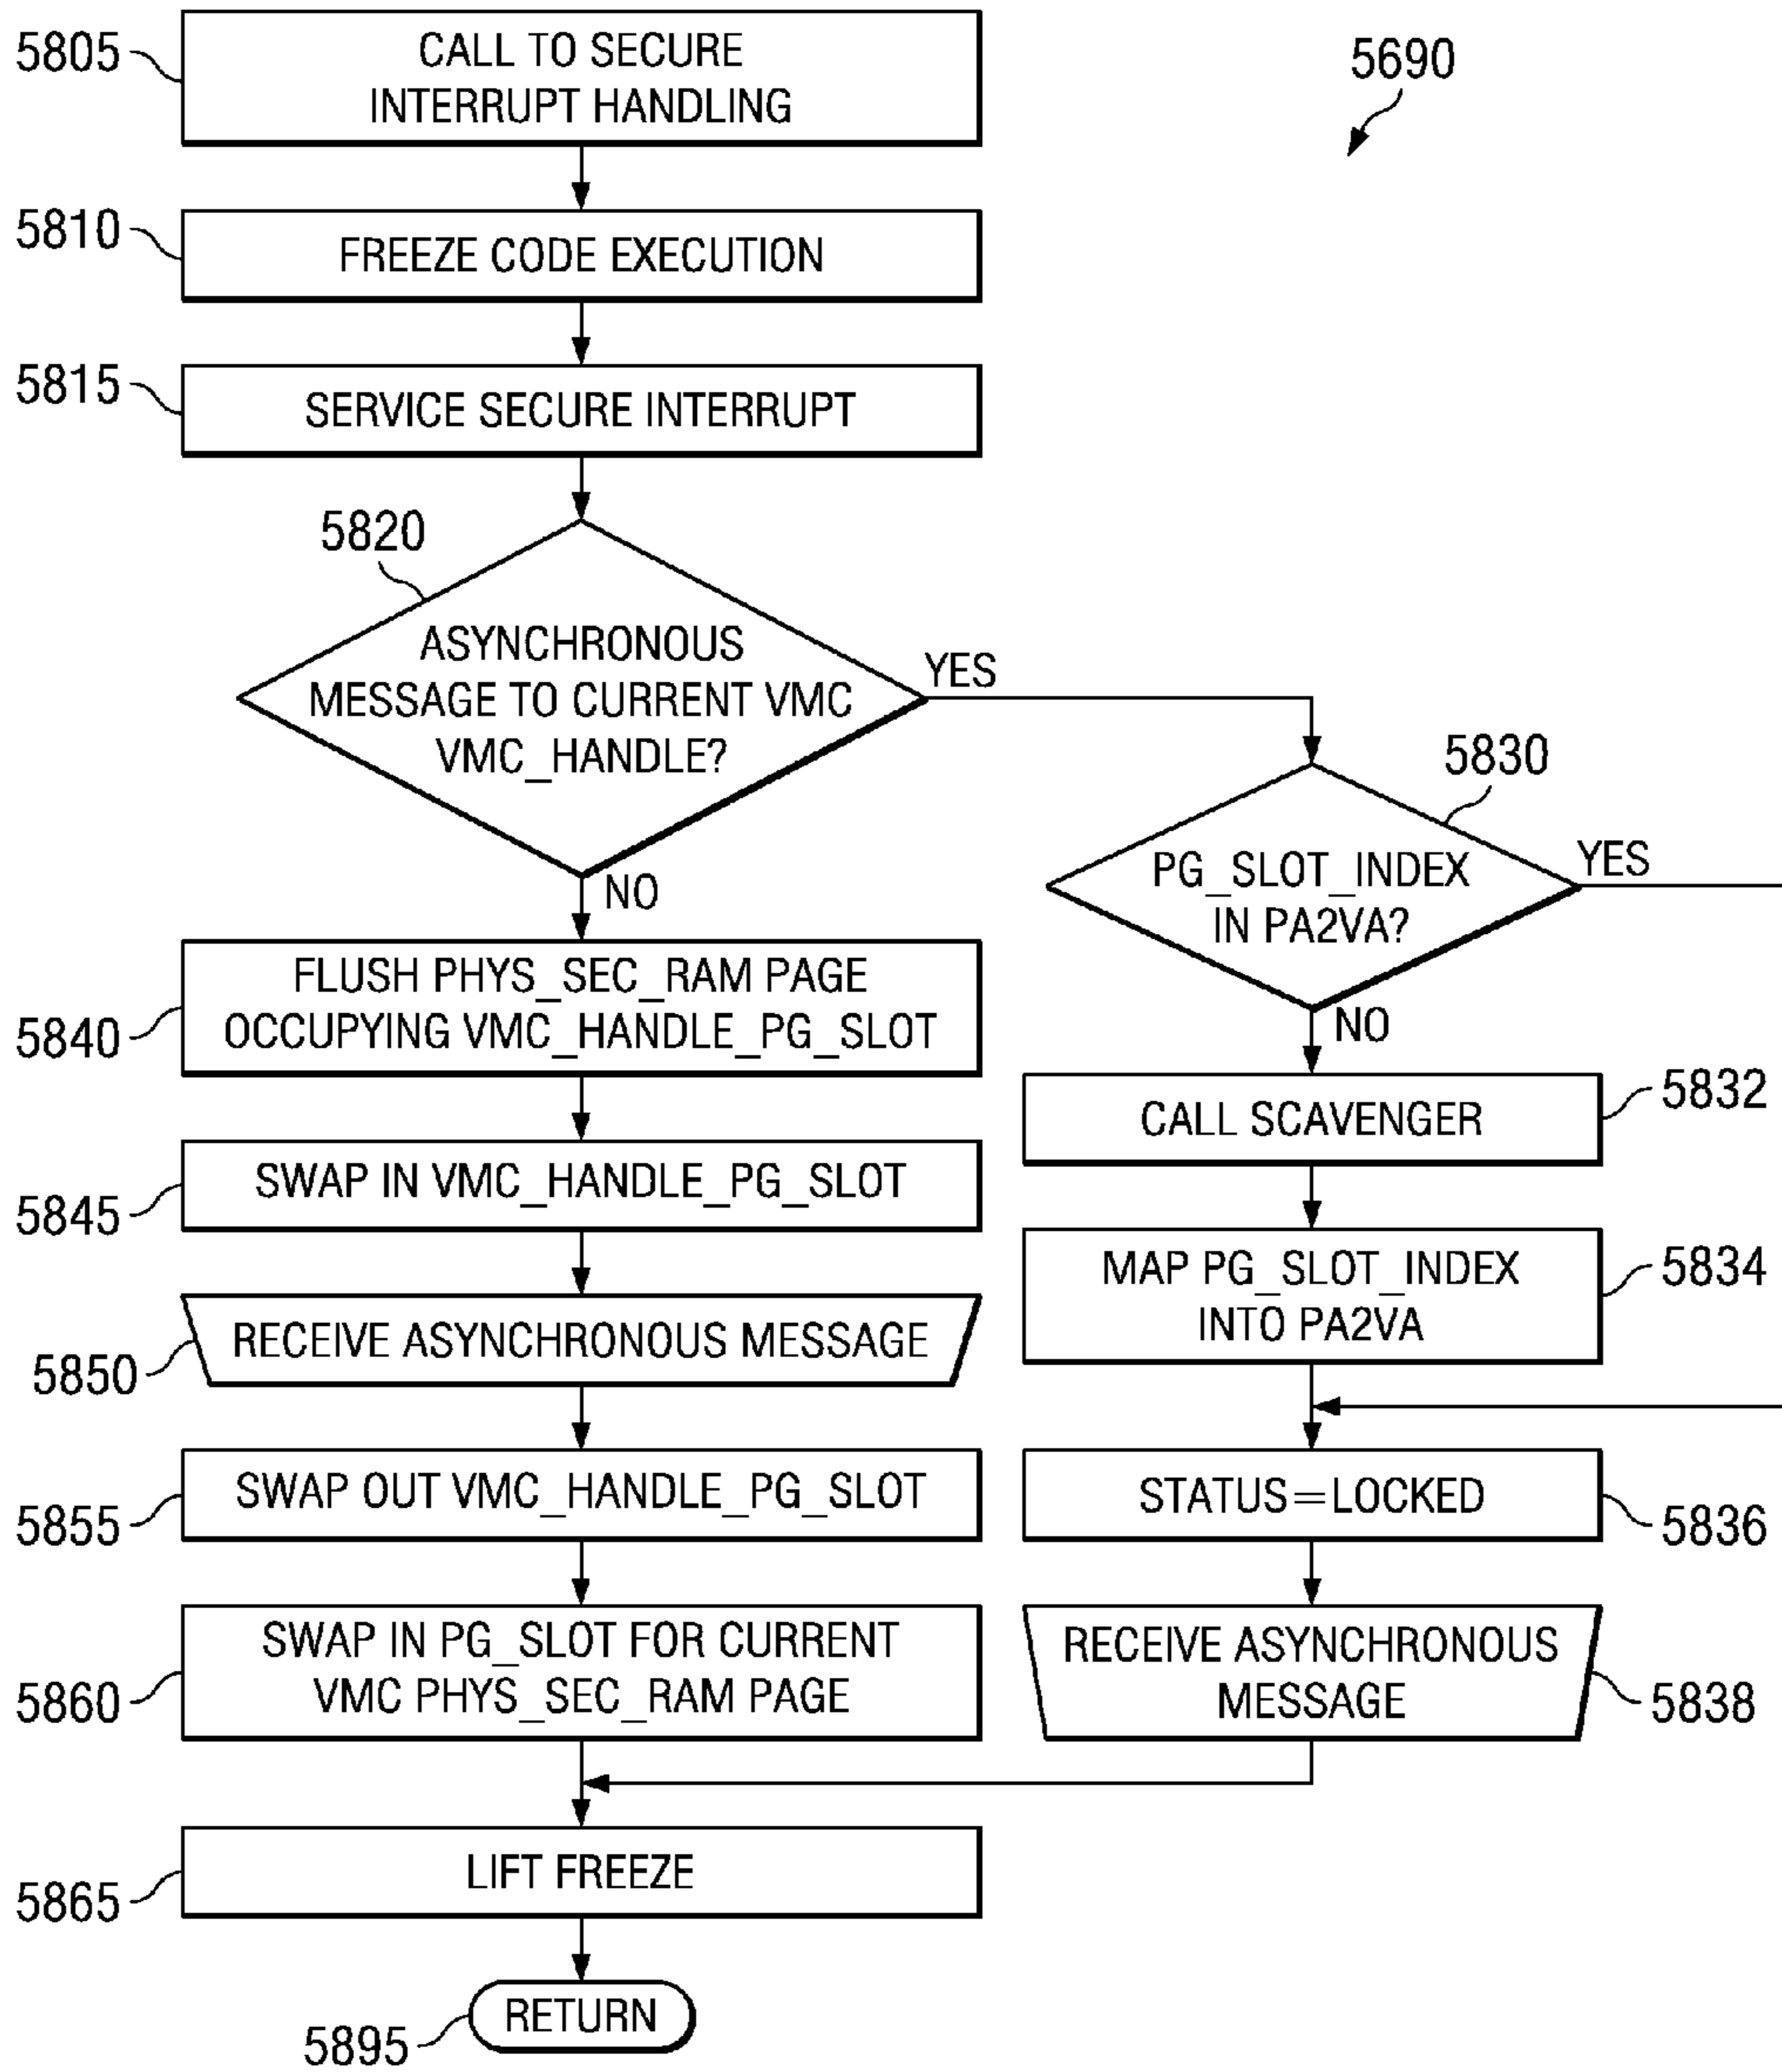 5805
CALL TO SECURE
INTERRUPT HANDLING
5690
5810
FREEZE CODE EXECUTION
5815
SERVICE SECURE INTERRUPT
5820
ASYNCHRONOUS
MESSAGE TO CURRENT VMC
VMC_HANDLE?
YES
NO
5830
PG_SLOT_INDEX
IN PA2VA?
YES
NO
5840
FLUSH PHYS_SEC_RAM PAGE
OCCUPYING VMC_HANDLE_PG_SLOT
CALL SCAVENGER
5832
5845
SWAP IN VMC_HANDLE_PG_SLOT
MAP PG_SLOT_INDEX
INTO PA2VA
5834
5850
RECEIVE ASYNCHRONOUS MESSAGE
5855
SWAP OUT VMC_HANDLE_PG_SLOT
STATUS=LOCKED
5836
5860
SWAP IN PG_SLOT FOR CURRENT
VMC PHYS_SEC_RAM PAGE
RECEIVE ASYNCHRONOUS
MESSAGE
5838
5865
LIFT FREEZE
RETURN
5895